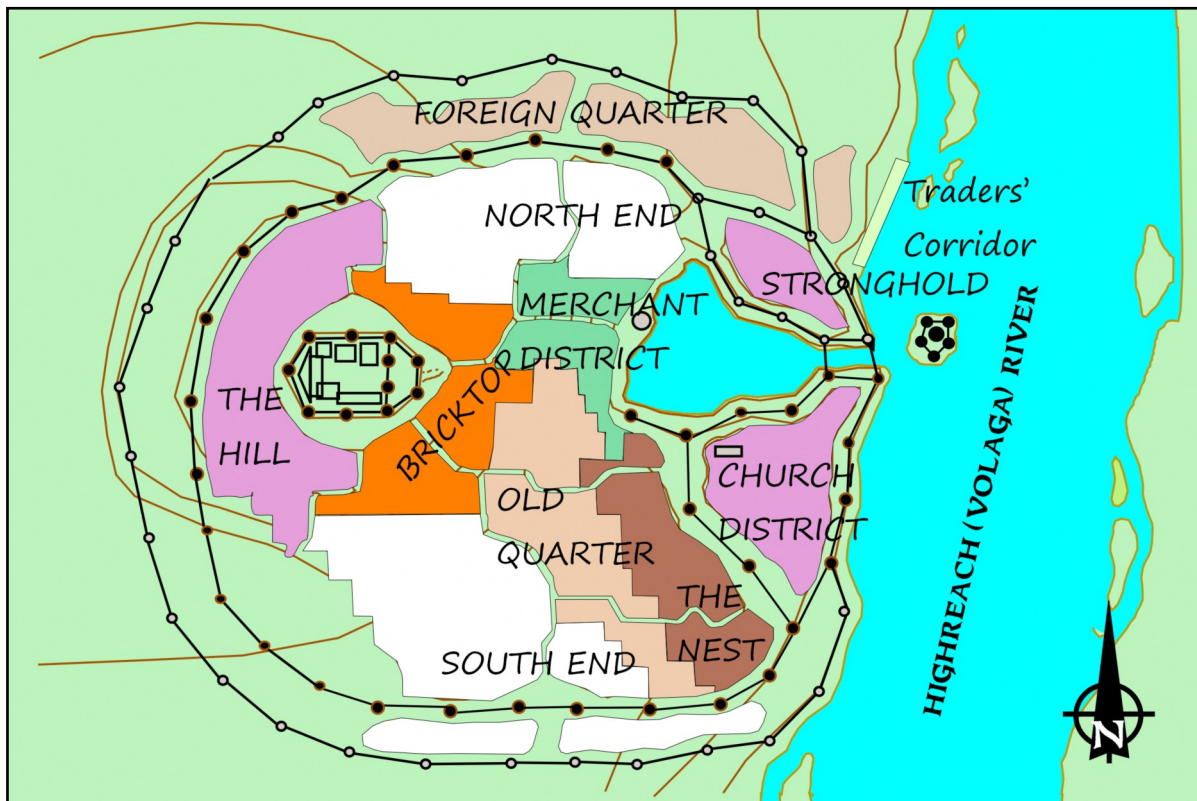 FOREIGN QUARTER
Traders'
Corridor
NORTH END
STRONGHOLD
MERCHANT
DISTRICT
THE
HILL
BRICKTON
CHURCH
DISTRICT
OLD
QUARTER
THE
NEST
SOUTH END
HIGHREACH (VOLAGA) RIVER
N